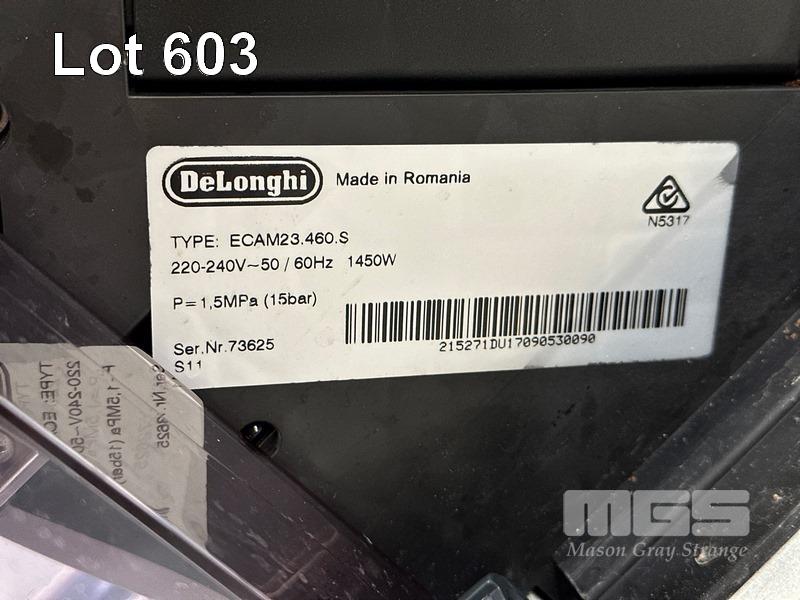 Lot 603
DeLonghi Made in Romania
N5317
TYPE: ECAM23.460.S
220-240V~50 / 60Hz 1450W
P=1,5MPa (15bar)
215271DU17090530090
Ser.Nr.73625
S11
MGS
Mason Gray Strange